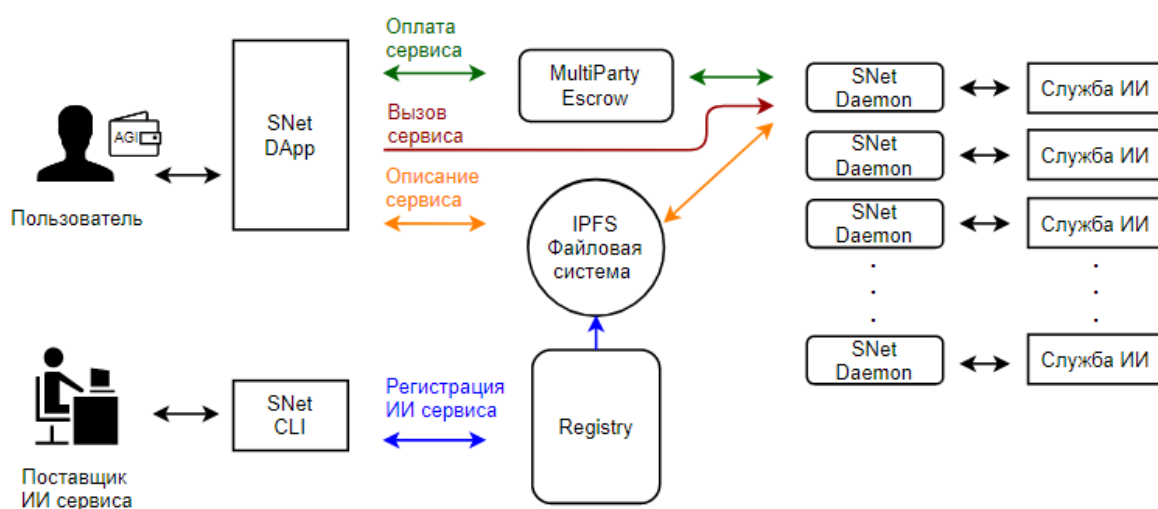 Оплата
сервиса
SNet
DApp
AGI
Пользователь
Вызов
сервиса
Описание
сервиса
MultiParty
Escrow
IPFS
Файловая
система
SNet
Daemon
Служба ИИ
SNet
Daemon
Служба ИИ
SNet
Daemon
Служба ИИ
SNet
Daemon
Служба ИИ
Поставщик
ИИ сервиса
SNet
CLI
Регистрация
ИИ сервиса
Registry